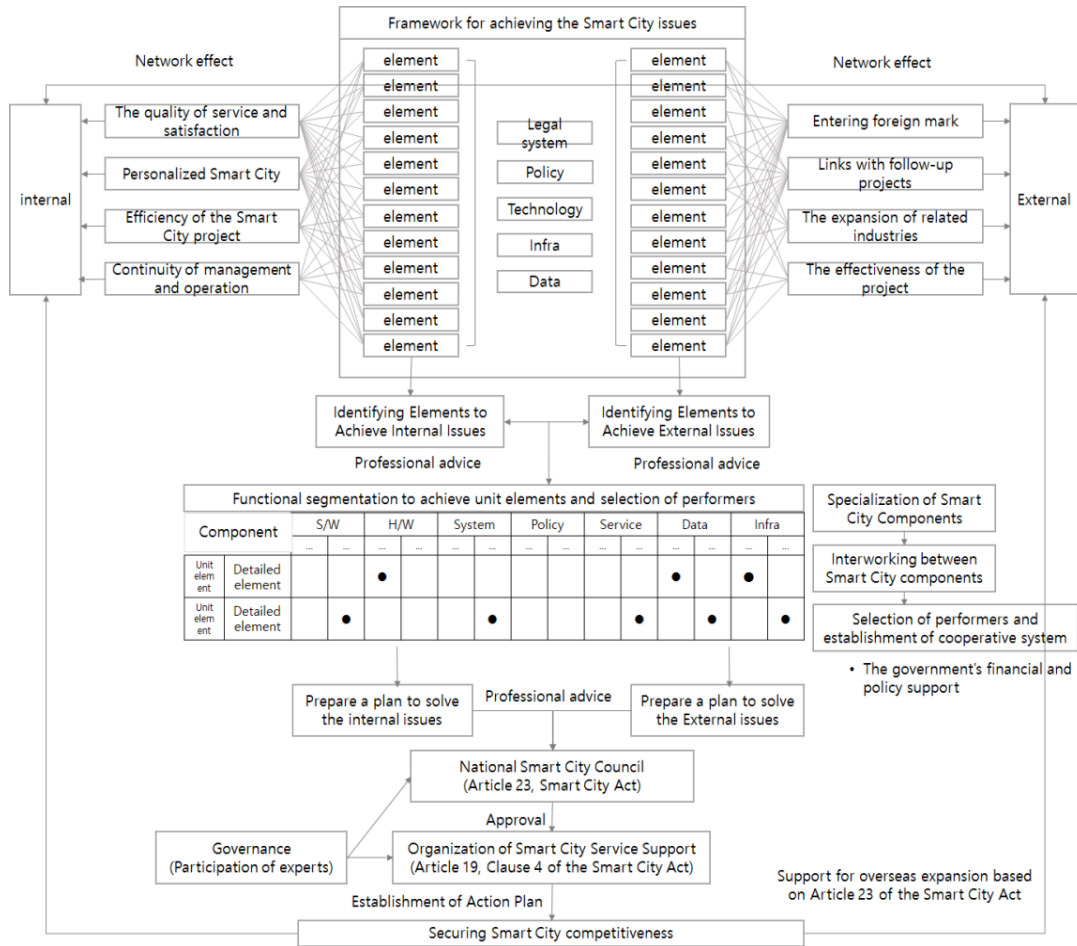 Framework for achieving the Smart City issues
Network effect
Network effect
internal
The quality of service and
satisfaction
Personalized Smart City
Efficiency of the Smart
City project
Continuity of management
and operation
element
element
element
element
element
element
element
element
element
element
element
element
Legal
system
Policy
Technology
Infra
Data
element
element
element
element
element
element
element
element
element
element
element
element
Entering foreign mark
Links with follow-up
projects
The expansion of related
industries
The effectiveness of the
project
External
Identifying Elements to
Achieve Internal Issues
Identifying Elements to
Achieve External Issues
Professional advice
Professional advice
Functional segmentation to achieve unit elements and selection of performers
Component
S/W
H/W
System
Policy
Service
Data
Infra
... ... ... ... ... ... ... ... ... ... ... ... ... ...
Unit
elem
ent
Detailed
element
● ● ●
Unit
elem
ent
Detailed
element
● ● ● ● ●
Specialization of Smart
City Components
Interworking between
Smart City components
Selection of performers and
establishment of cooperative system
• The government's financial and
policy support
Prepare a plan to solve
the internal issues
Professional advice
Prepare a plan to solve
the External issues
National Smart City Council
(Article 23, Smart City Act)
Approval
Governance
(Participation of experts)
Organization of Smart City Service Support
(Article 19, Clause 4 of the Smart City Act)
Support for overseas expansion based
on Article 23 of the Smart City Act
Establishment of Action Plan
Securing Smart City competitiveness